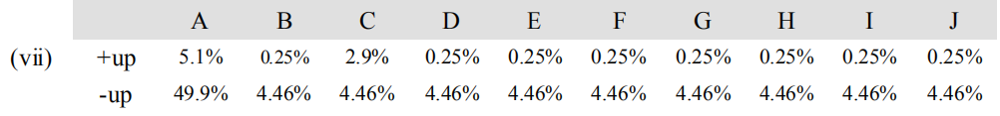 A B C D E F G H I J
(vii) +up 5.1% 0.25% 2.9% 0.25% 0.25% 0.25% 0.25% 0.25% 0.25% 0.25%
-up 49.9% 4.46% 4.46% 4.46% 4.46% 4.46% 4.46% 4.46% 4.46% 4.46%